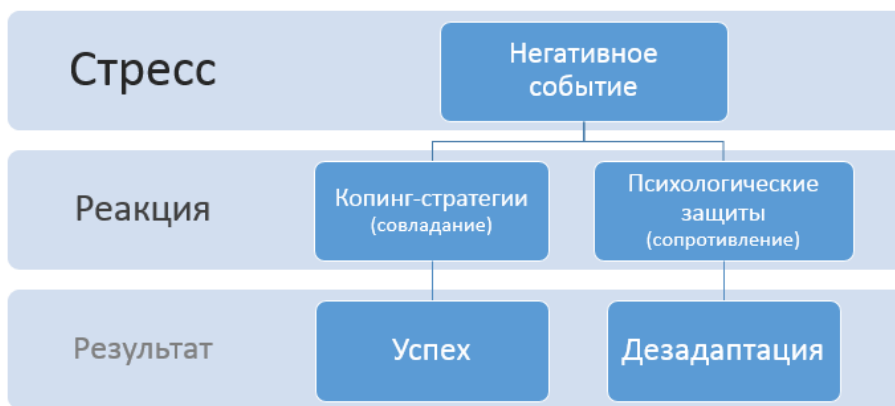 Стресс
Негативное
событие
Реакция
Копинг-стратегии
(совладание)
Психологические
защиты
(сопротивление)
Результат
Успех
Дезадаптация